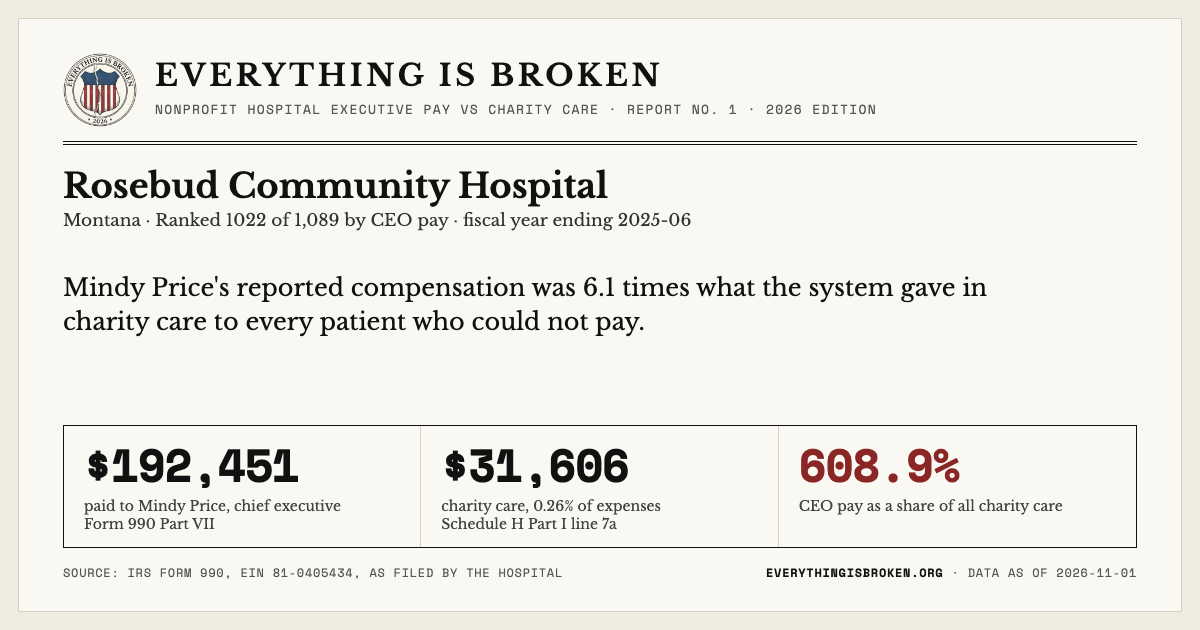 EVERYTHING IS BROKEN
2026
EVERYTHING IS BROKEN
NONPROFIT HOSPITAL EXECUTIVE PAY VS CHARITY CARE · REPORT NO. 1 · 2026 EDITION
Rosebud Community Hospital
Montana · Ranked 1022 of 1,089 by CEO pay · fiscal year ending 2025-06
Mindy Price's reported compensation was 6.1 times what the system gave in
charity care to every patient who could not pay.
$192,451
paid to Mindy Price, chief executive
Form 990 Part VII
$31,606
charity care, 0.26% of expenses
Schedule H Part I line 7a
608.9%
CEO pay as a share of all charity care
SOURCE: IRS FORM 990, EIN 81-0405434, AS FILED BY THE HOSPITAL
EVERYTHINGISBROKEN.ORG · DATA AS OF 2026-11-01